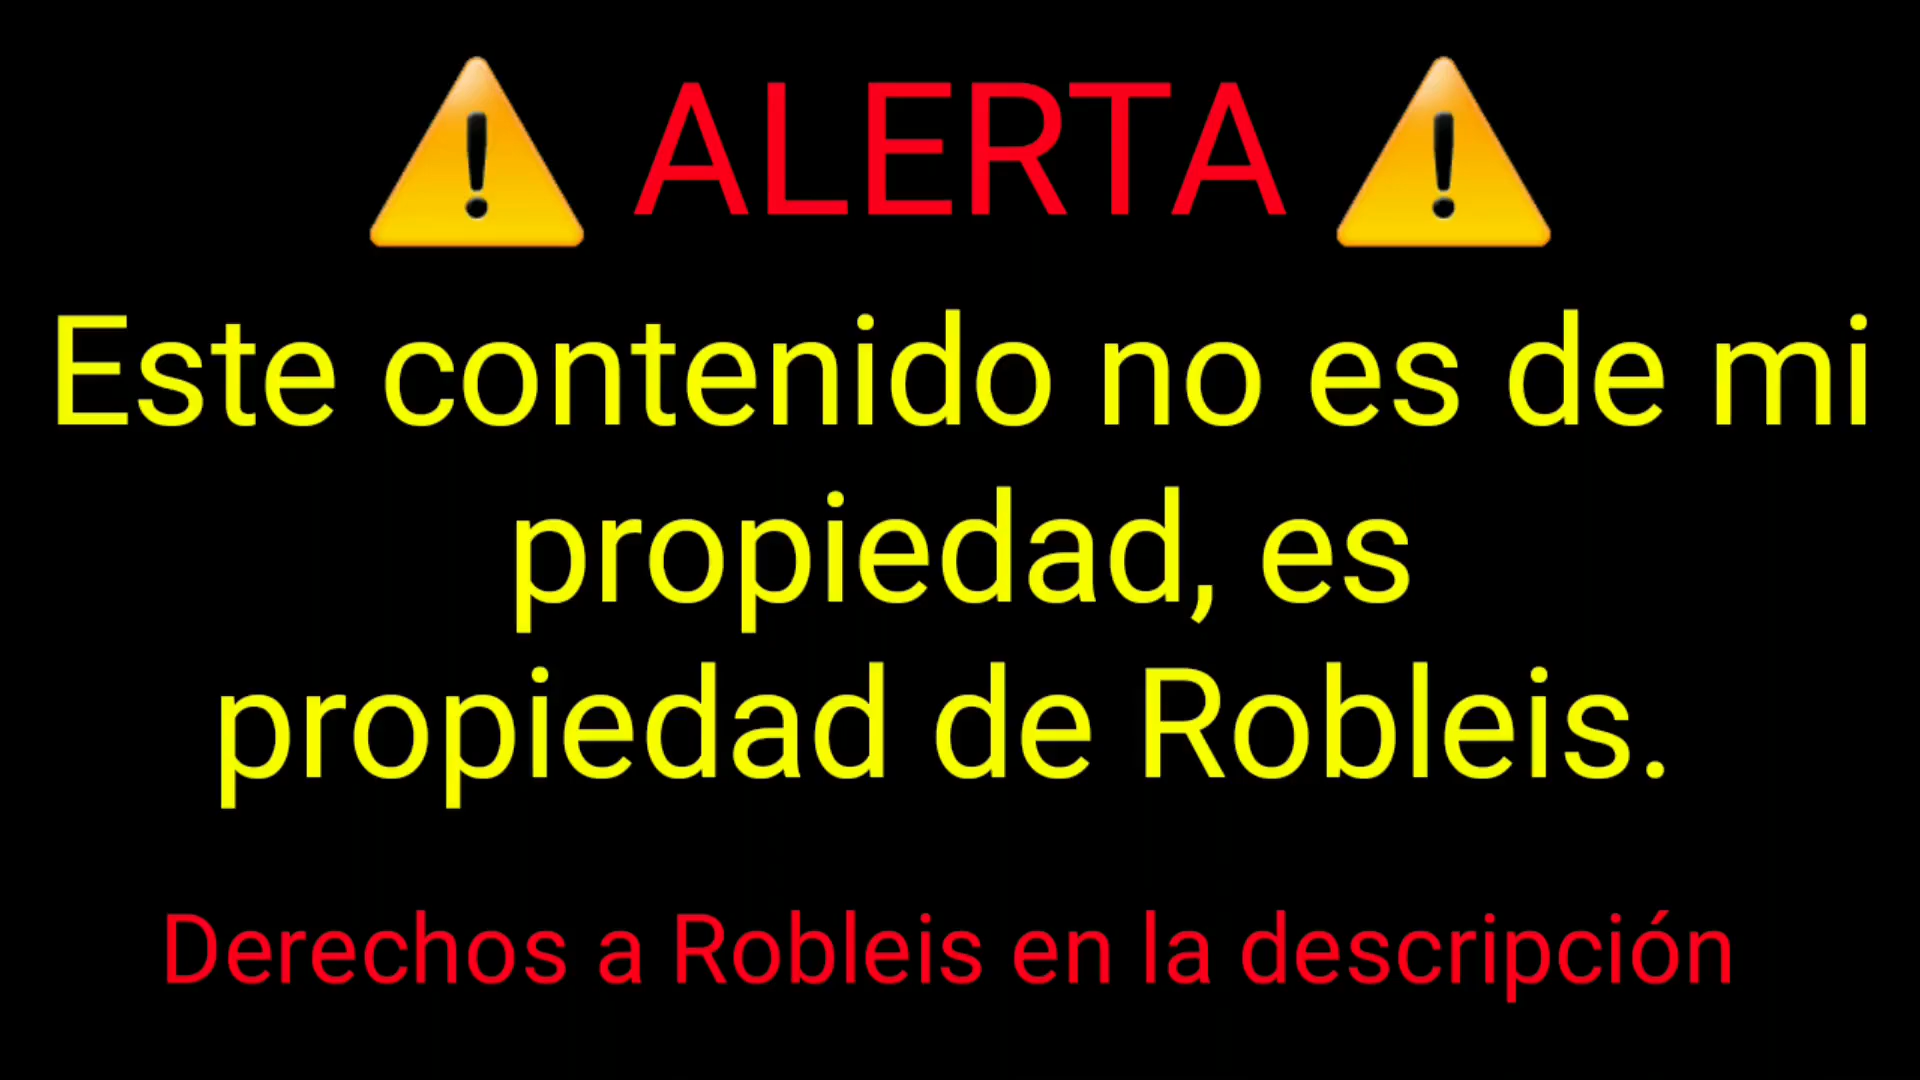 ⚠️ ALERTA ⚠️
Este contenido no es de mi
propiedad, es
propiedad de Robleis.
Derechos a Robleis en la descripción